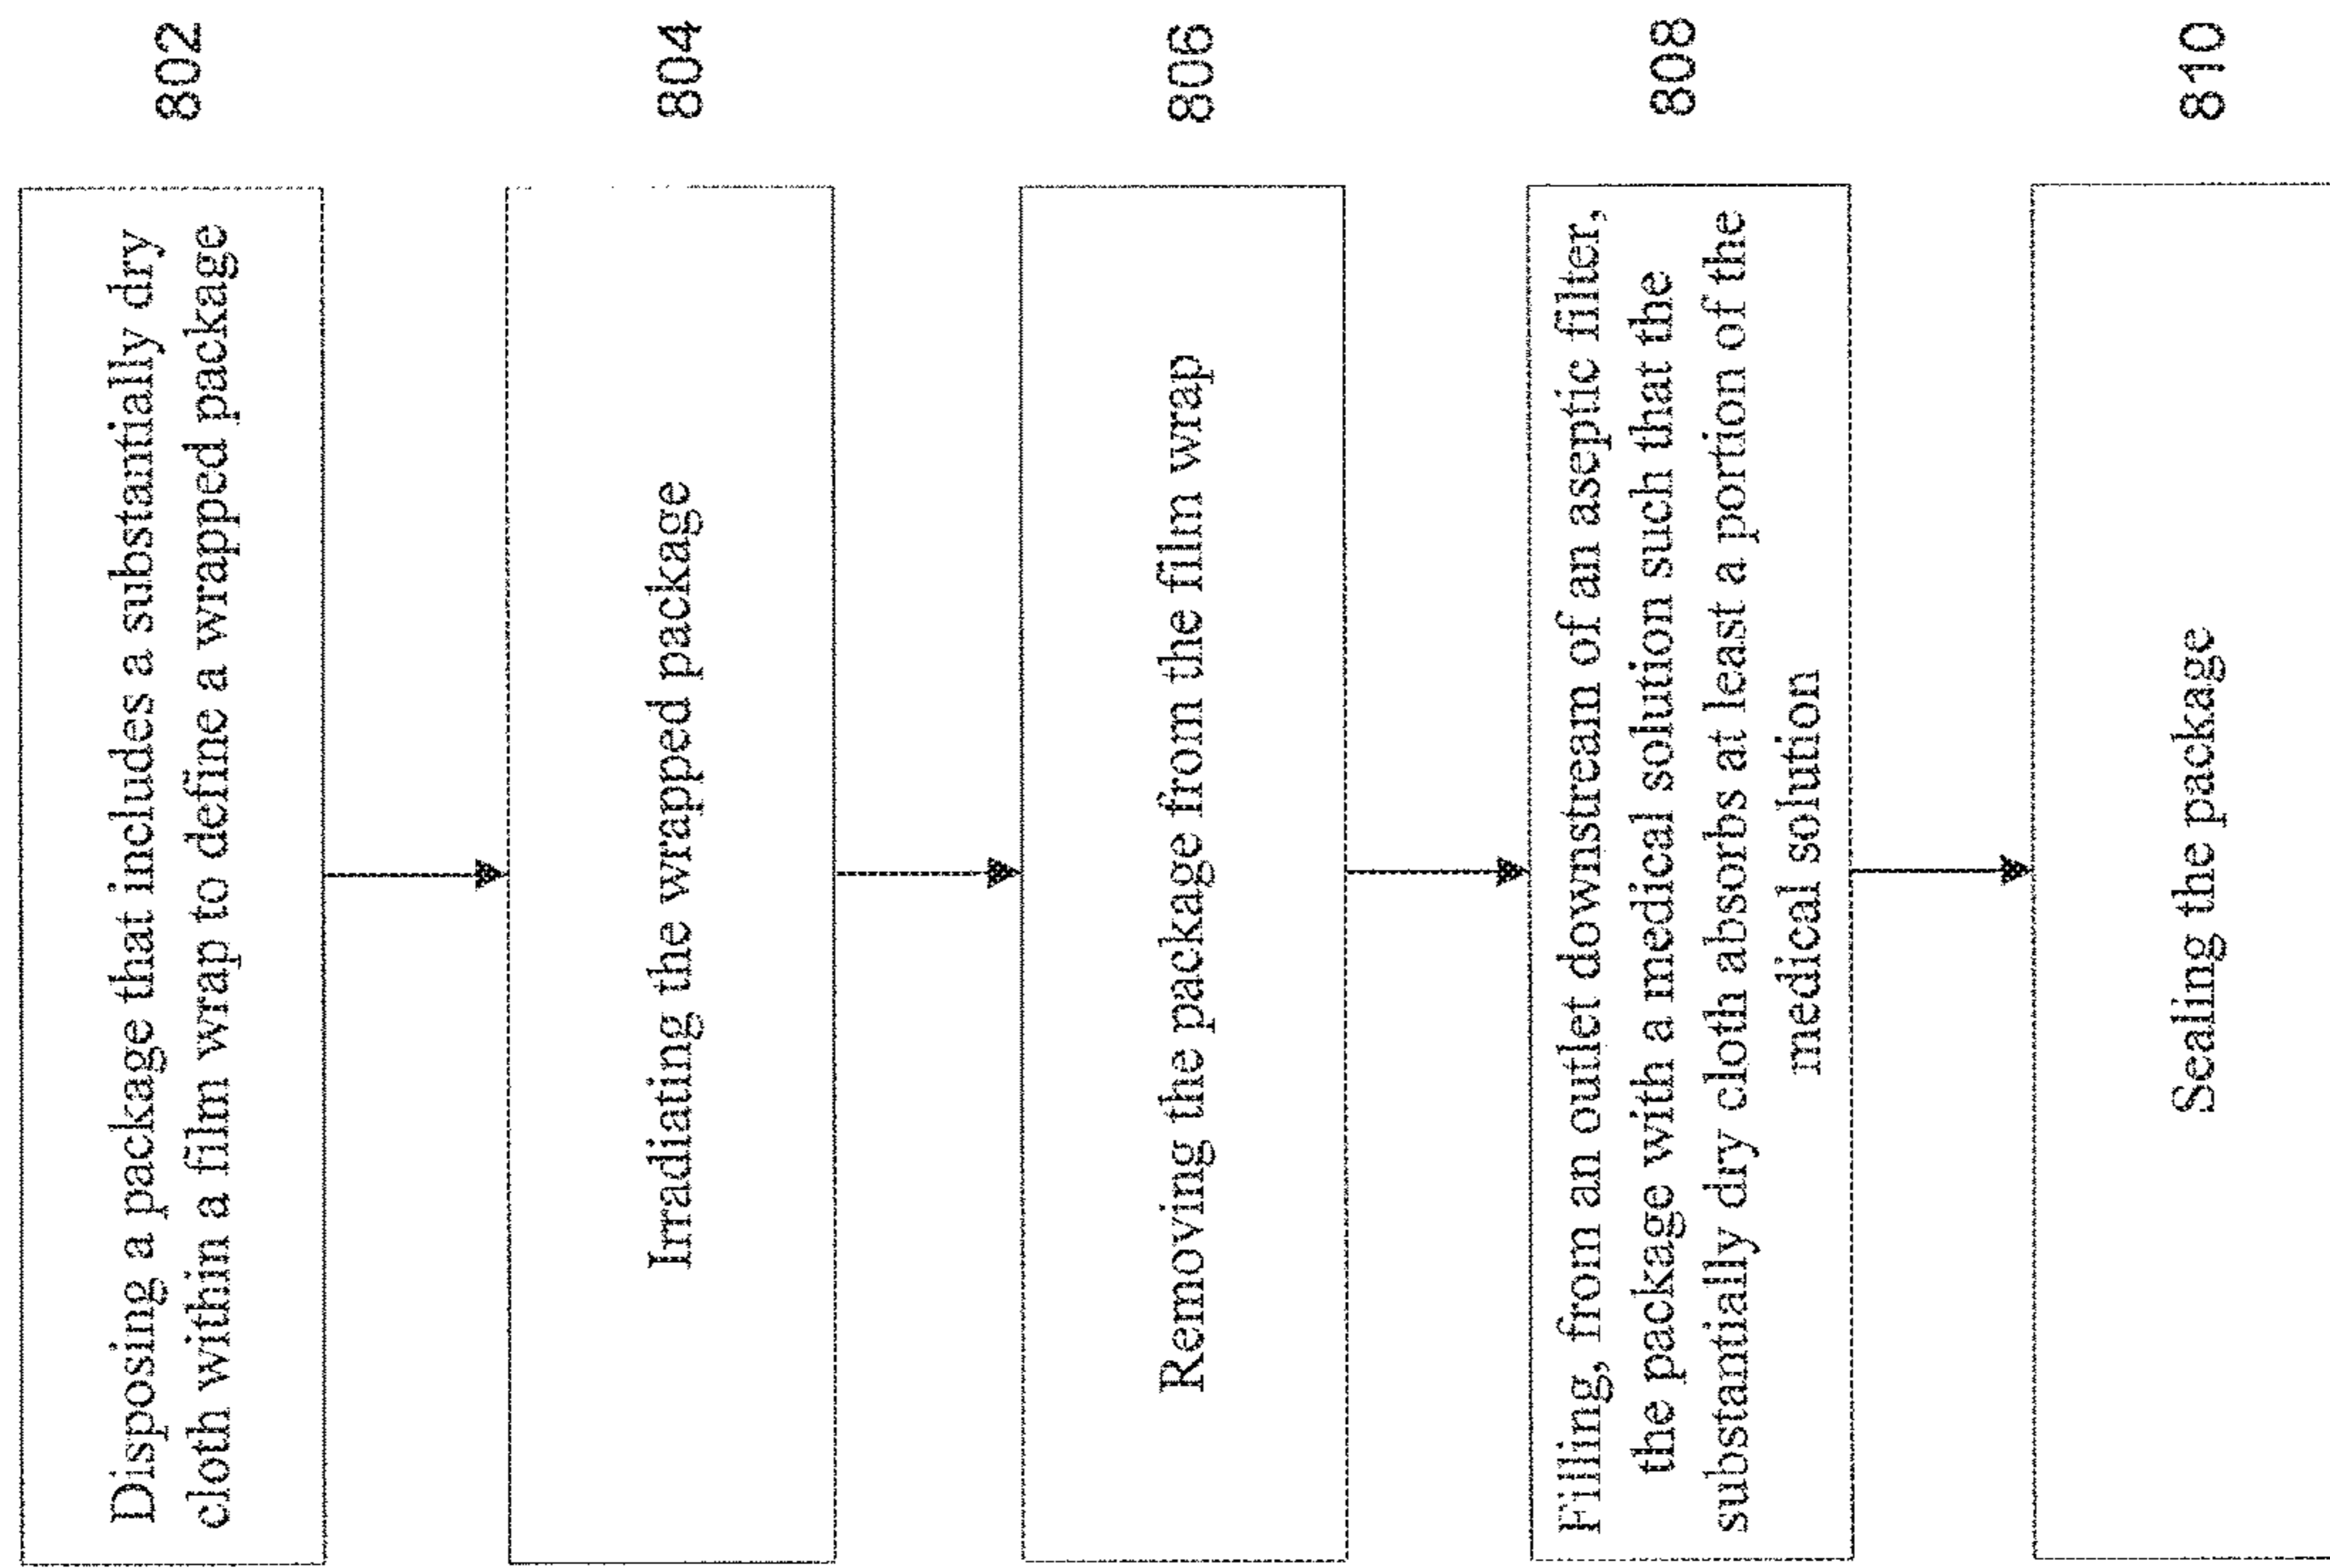 Disposing a package that includes a substantially dry
cloth within a film wrap to define a wrapped package
802
Irradiating the wrapped package
804
Removing the package from the film wrap
806
Filling, from an outlet downstream of an aseptic filter,
the package with a medical solution such that the
substantially dry cloth absorbs at least a portion of the
medical solution
808
Sealing the package
810